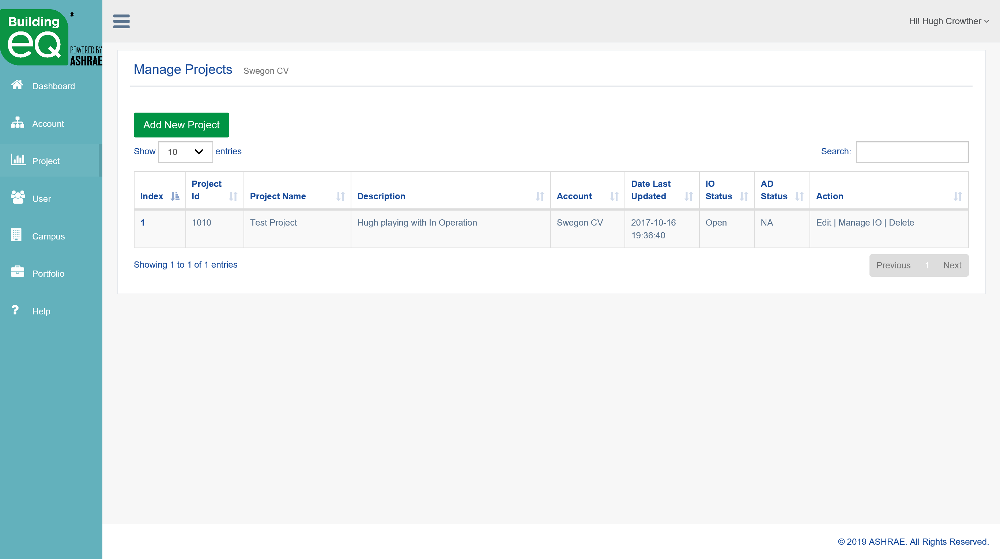 Building ®
eQ
POWERED BY
ASHRAE
Hi! Hugh Crowther
Dashboard
Account
Project
User
Campus
Portfolio
Help
Manage Projects Swegon CV
Add New Project
Show 10 entries
Search:
Index Project Id Project Name Description Account Date Last Updated IO Status AD Status Action
1 1010 Test Project Hugh playing with In Operation Swegon CV 2017-10-16 19:36:40 Open NA Edit | Manage IO | Delete
Showing 1 to 1 of 1 entries
Previous 1 Next
© 2019 ASHRAE. All Rights Reserved.